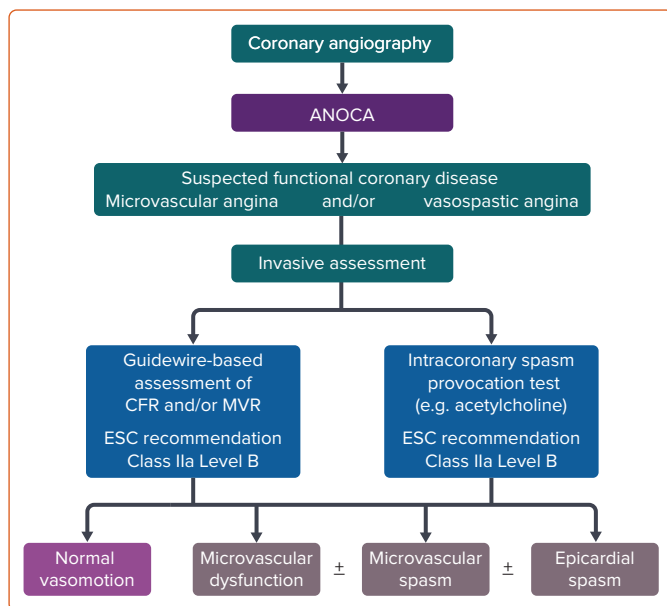 Coronary angiography
ANOCA
Suspected functional coronary disease
Microvascular angina and/or vasospastic angina
Invasive assessment
Guidewire-based
assessment of
CFR and/or MVR
ESC recommendation
Class IIa Level B
Intracoronary spasm
provocation test
(e.g. acetylcholine)
ESC recommendation
Class IIa Level B
Normal
vasomotion
Microvascular
dysfunction
±
Microvascular
spasm
±
Epicardial
spasm